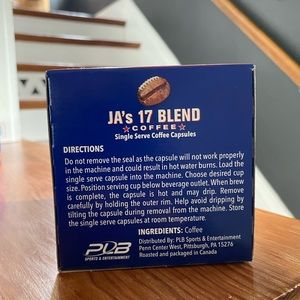 JA's 17 BLEND
COFFEE
Single Serve Coffee Capsules
DIRECTIONS
Do not remove the seal as the capsule will not work properly
in the machine and could result in hot water burns. Load the
single serve capsule into the machine. Choose desired cup
size. Position serving cup below beverage outlet. When brew
is complete, the capsule is hot and may drip. Remove
carefully by holding the outer rim. Help avoid dripping by
tilting the capsule during removal from the machine. Store
the single serve capsules at room temperature.
INGREDIENTS: Coffee
Distributed By: PLB Sports & Entertainment
Penn Center West, Pittsburgh, PA 15276
Roasted and packaged in Canada
PLB
SPORTS & ENTERTAINMENT